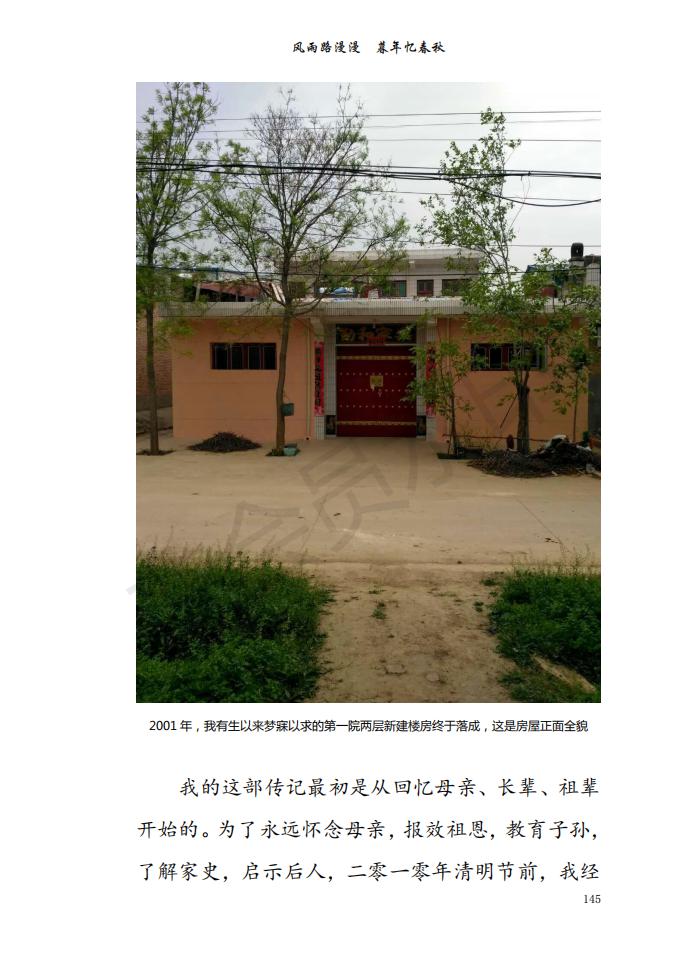 风雨路漫漫　暮年忆春秋
2001 年，我有生以来梦寐以求的第一院两层新建楼房终于落成，这是房屋正面全貌
我的这部传记最初是从回忆母亲、长辈、祖辈
开始的。为了永远怀念母亲，报效祖恩，教育子孙，
了解家史，启示后人，二零一零年清明节前，我经
145